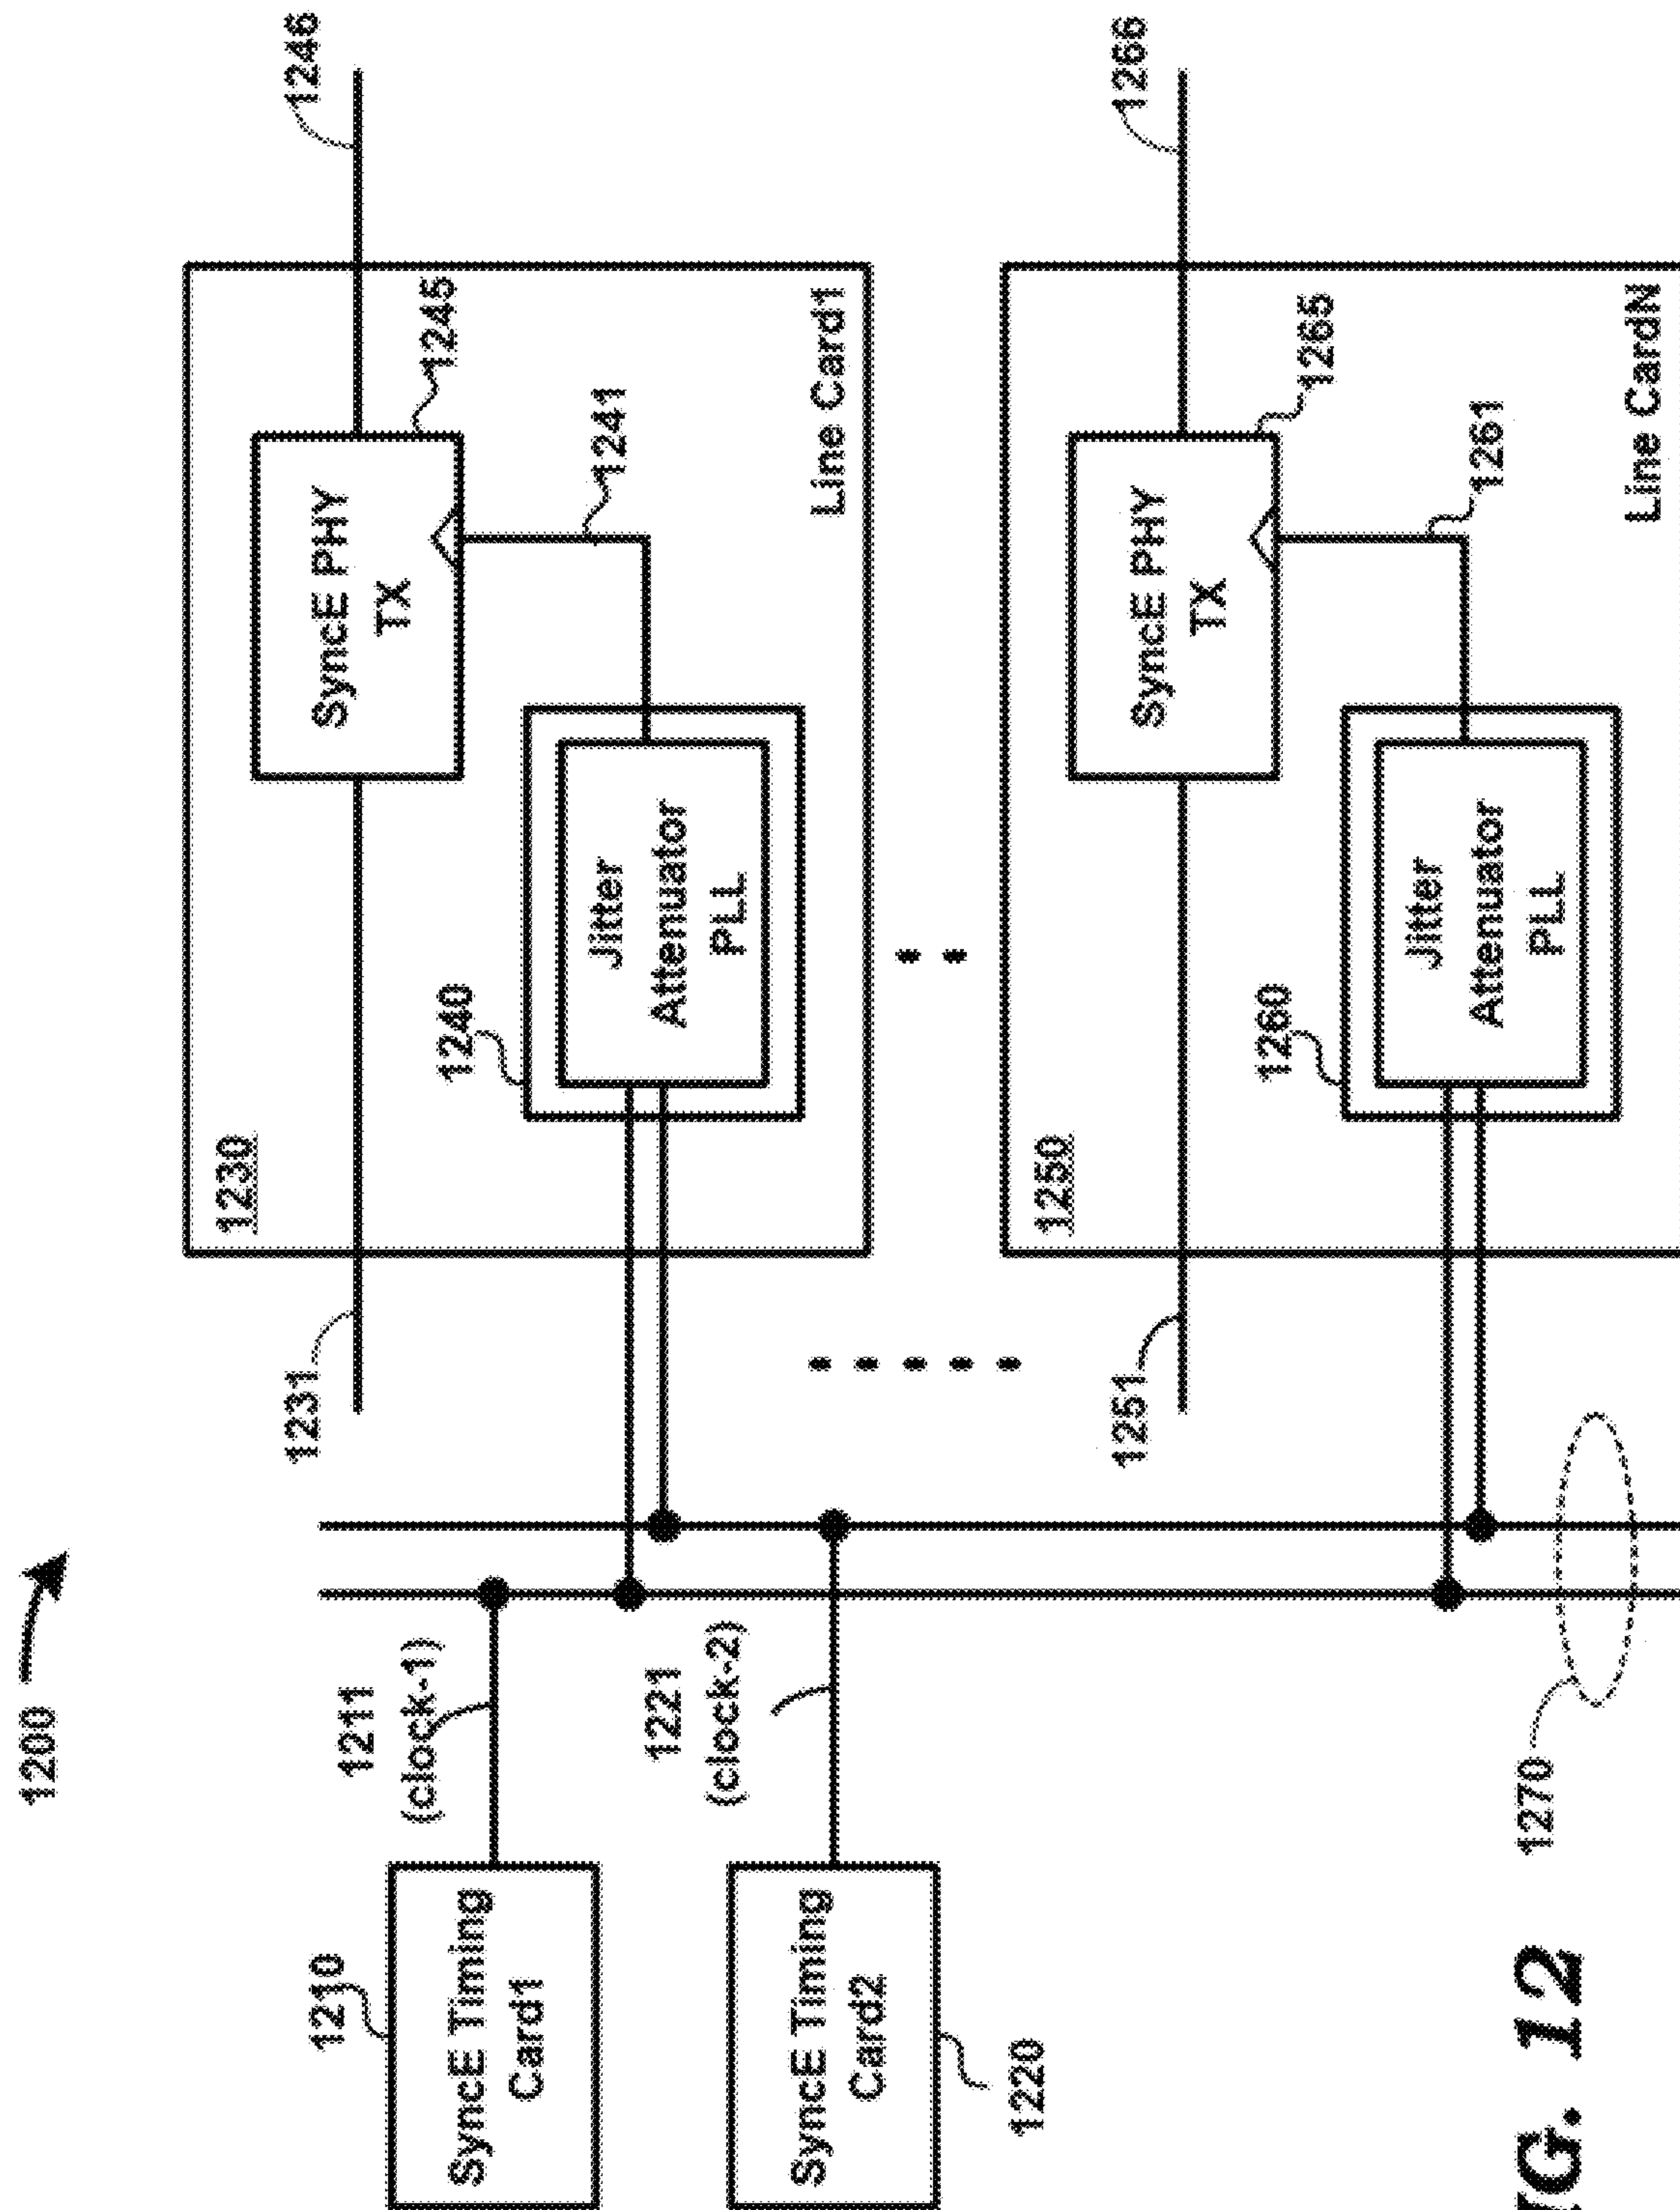 1200
1210
SyncE Timing
Card1
1211
(clock-1)
1220
SyncE Timing
Card2
1221
(clock-2)
1231
1230
1240
Jitter
Attenuator
PLL
SyncE PHY
TX
1245
1241
Line Card1
1246
1251
1250
1260
Jitter
Attenuator
PLL
SyncE PHY
TX
1265
1261
Line CardN
1266
1270
IG. 12